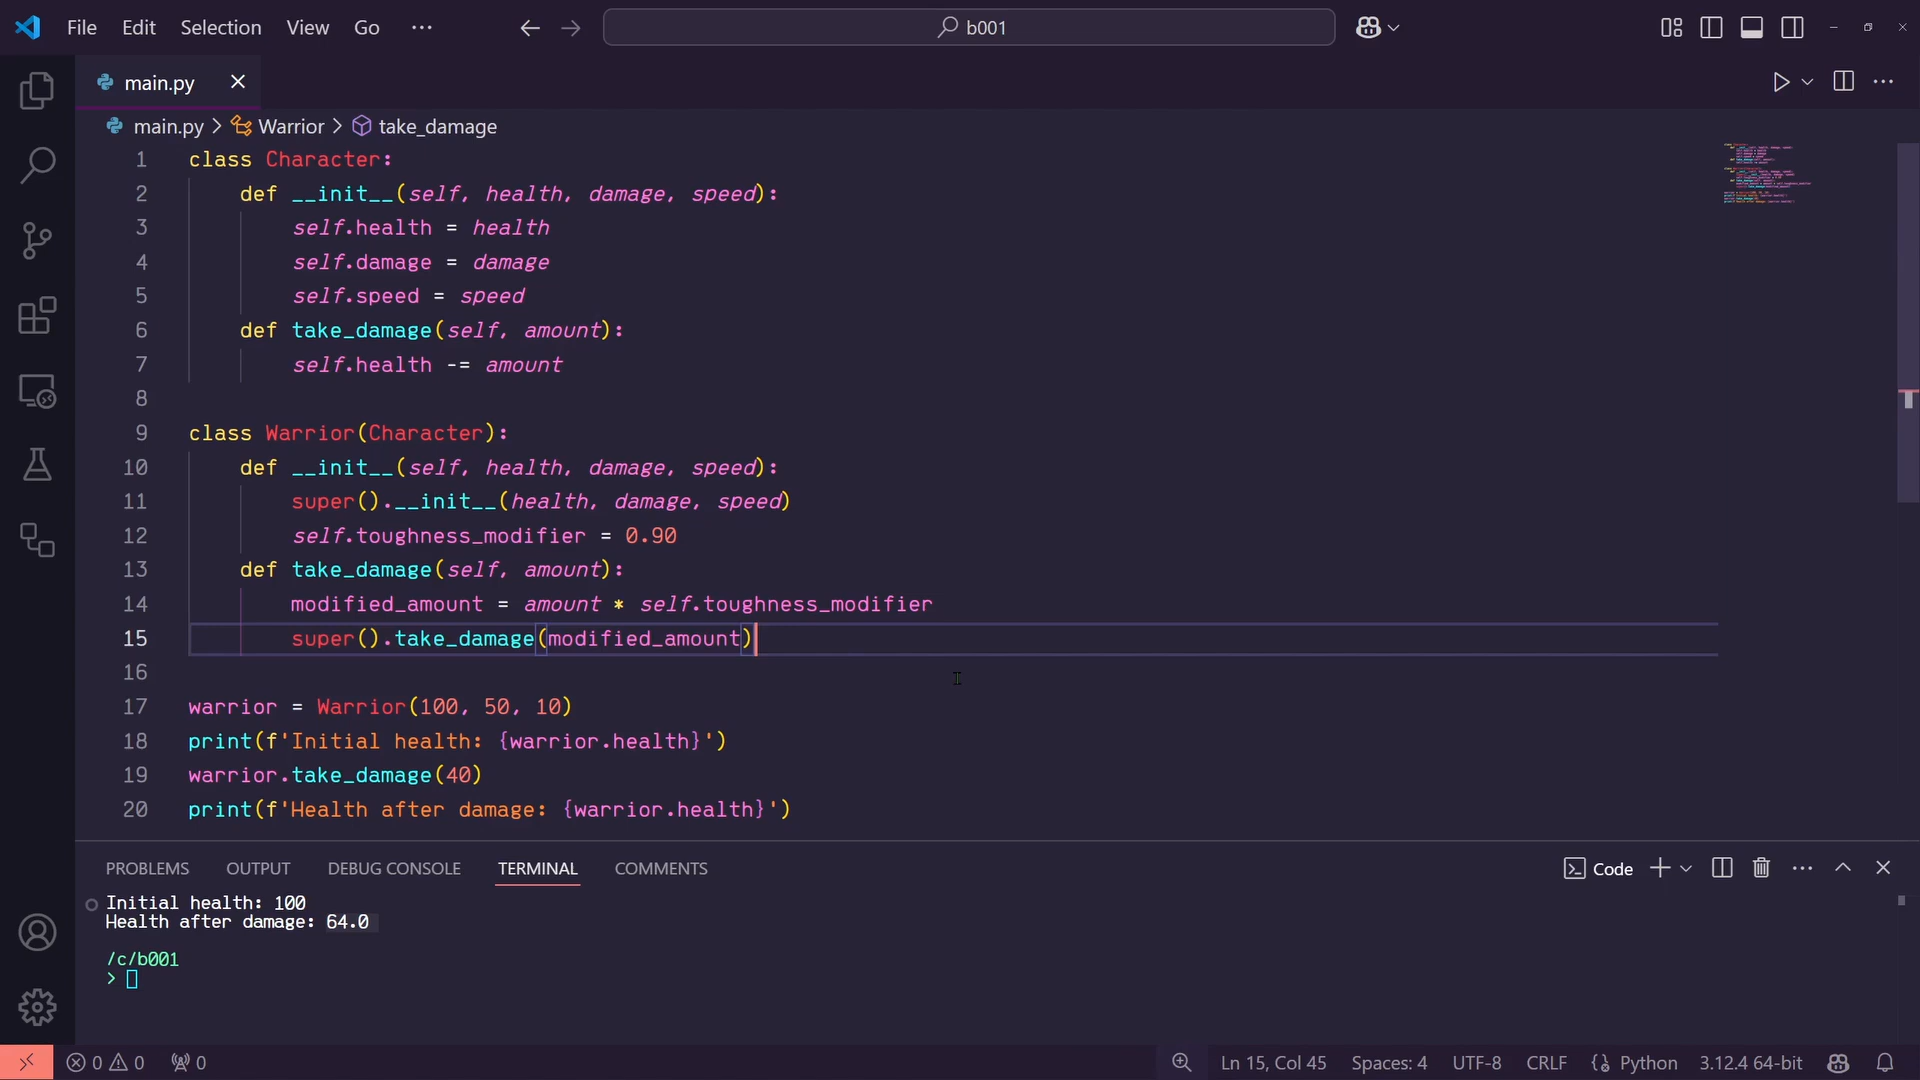 File Edit Selection View Go ··· b001
main.py
main.py > Warrior > take_damage
1 class Character:
2     def __init__(self, health, damage, speed):
3         self.health = health
4         self.damage = damage
5         self.speed = speed
6     def take_damage(self, amount):
7         self.health -= amount
8
9 class Warrior(Character):
10     def __init__(self, health, damage, speed):
11         super().__init__(health, damage, speed)
12         self.toughness_modifier = 0.90
13     def take_damage(self, amount):
14         modified_amount = amount * self.toughness_modifier
15         super().take_damage(modified_amount)
16
17 warrior = Warrior(100, 50, 10)
18 print(f'Initial health: {warrior.health}')
19 warrior.take_damage(40)
20 print(f'Health after damage: {warrior.health}')
PROBLEMS OUTPUT DEBUG CONSOLE TERMINAL COMMENTS Code
Initial health: 100
Health after damage: 64.0
/c/b001
>
0 0 0 Ln 15, Col 45 Spaces: 4 UTF-8 CRLF Python 3.12.4 64-bit